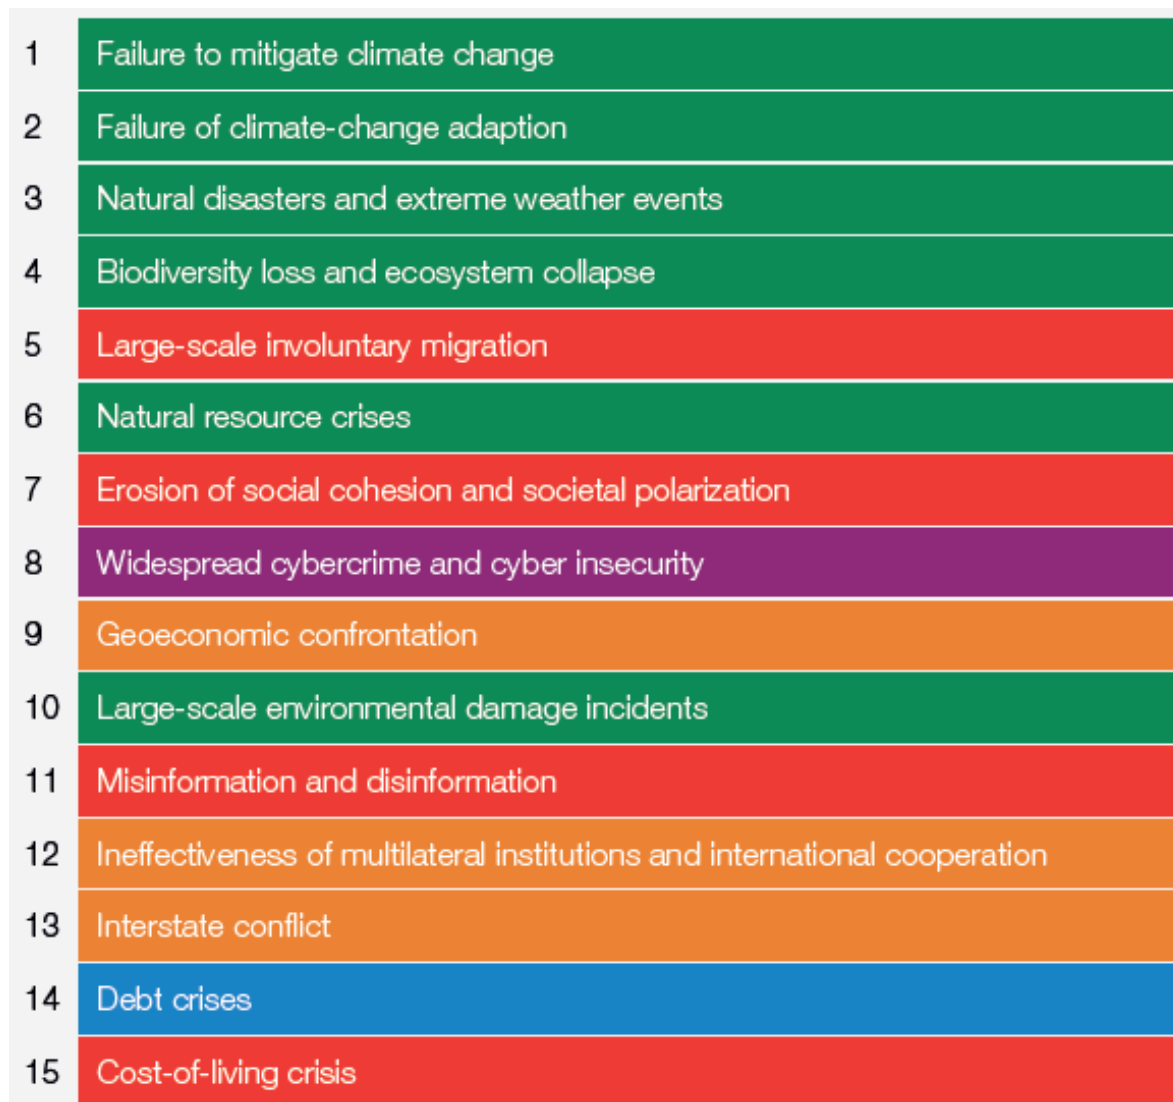 1 Failure to mitigate climate change
2 Failure of climate-change adaption
3 Natural disasters and extreme weather events
4 Biodiversity loss and ecosystem collapse
5 Large-scale involuntary migration
6 Natural resource crises
7 Erosion of social cohesion and societal polarization
8 Widespread cybercrime and cyber insecurity
9 Geoeconomic confrontation
10 Large-scale environmental damage incidents
11 Misinformation and disinformation
12 Ineffectiveness of multilateral institutions and international cooperation
13 Interstate conflict
14 Debt crises
15 Cost-of-living crisis